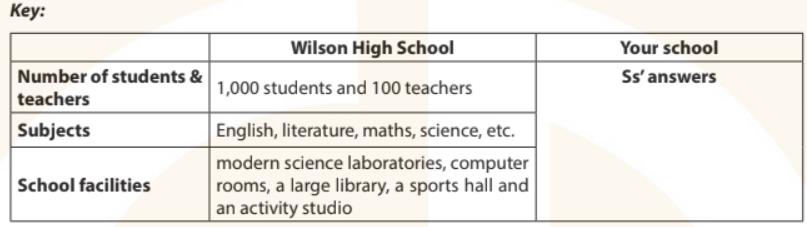 Key:
Wilson High School Your school
Number of students & teachers 1,000 students and 100 teachers Ss' answers
Subjects English, literature, maths, science, etc.
School facilities modern science laboratories, computer rooms, a large library, a sports hall and an activity studio